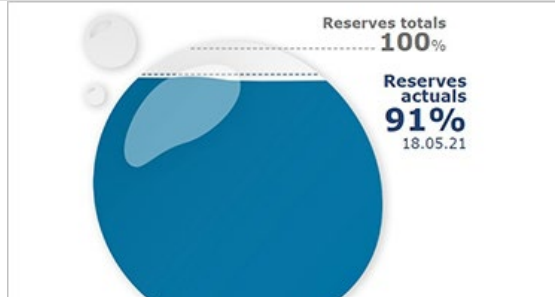 Reserves totals
100%
Reserves
actuals
91%
18.05.21